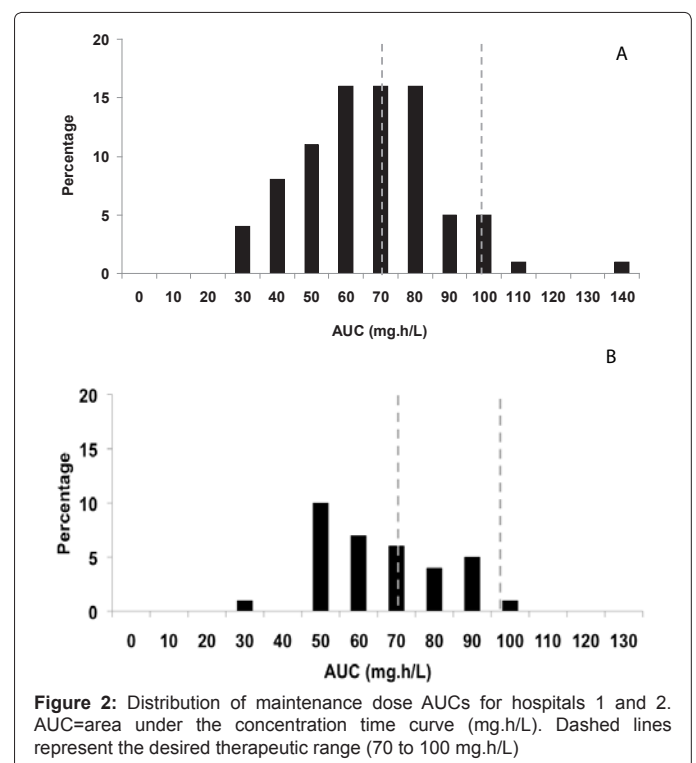 A
20
15
10
5
0
Percentage
0 10 20 30 40 50 60 70 80 90 100 110 120 130 140
AUC (mg.h/L)
B
20
15
10
5
0
Percentage
0 10 20 30 40 50 60 70 80 90 100 110 120 130
AUC (mg.h/L)
Figure 2: Distribution of maintenance dose AUCs for hospitals 1 and 2.
AUC=area under the concentration time curve (mg.h/L). Dashed lines
represent the desired therapeutic range (70 to 100 mg.h/L)